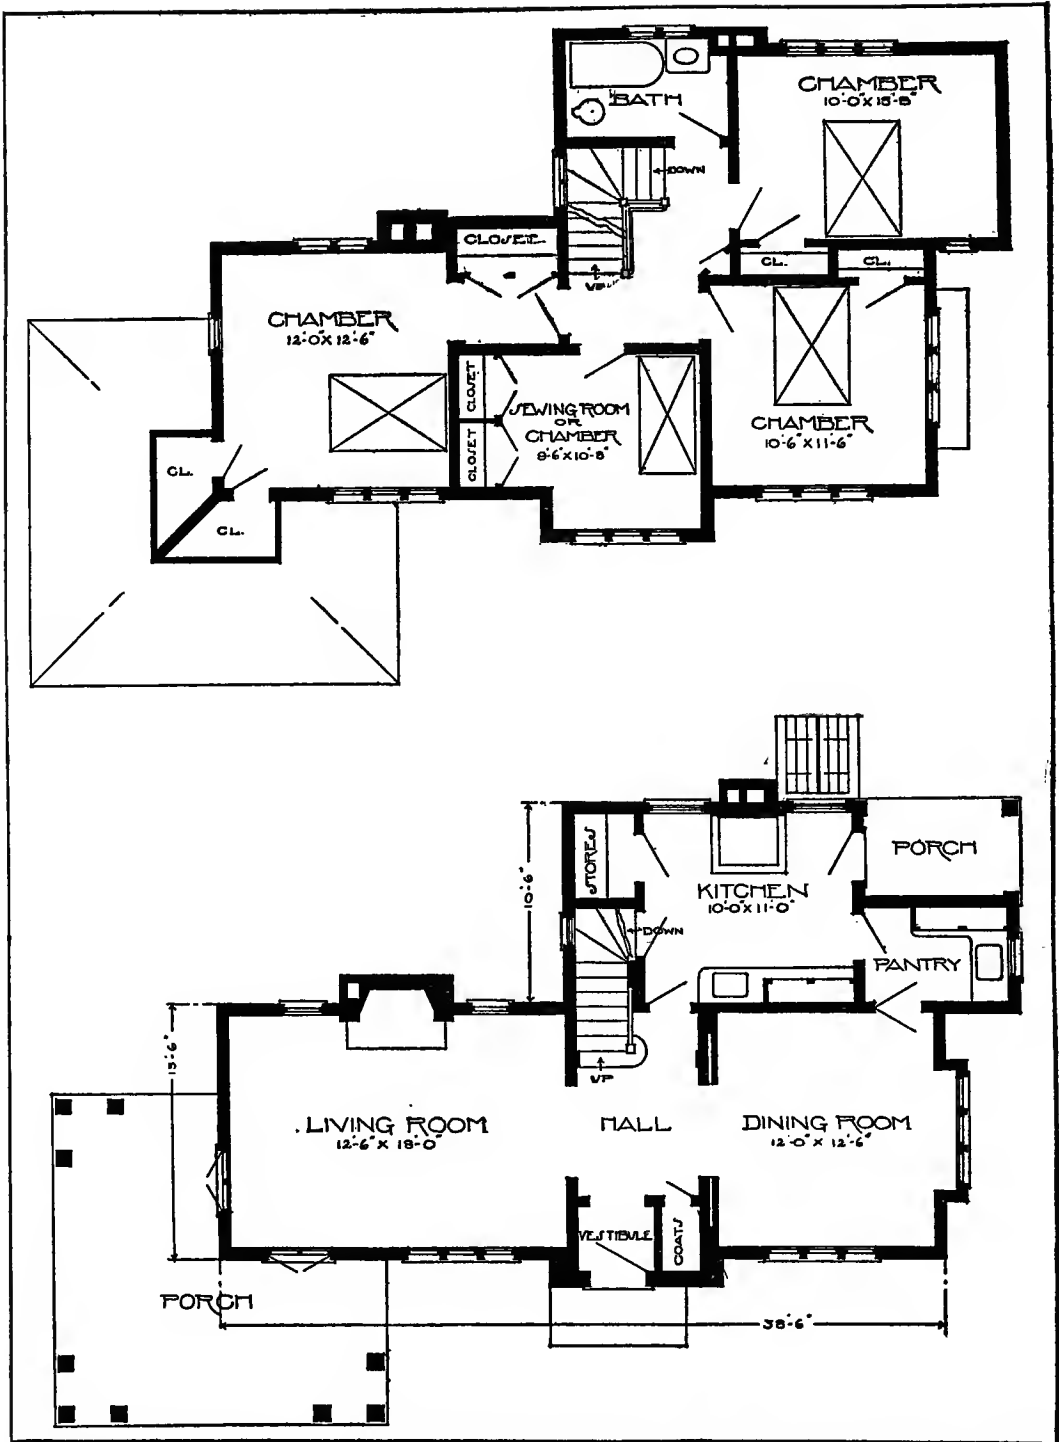 BATH
CHAMBER
10'-0" X 15'-8"
DOWN
CLOSET
CL.
CL.
UP
CHAMBER
12'-0" X 12'-6"
CLOSET
SEWING ROOM
OR
CHAMBER
8'-6" X 10'-8"
CLOSET
CHAMBER
10'-6" X 11'-6"
CL.
CL.
STORES
KITCHEN
10'-0" X 11'-0"
PORCH
10'-6"
DOWN
PANTRY
13'-6"
UP
LIVING ROOM
12'-6" X 18'-0"
HALL
DINING ROOM
12'-0" X 12'-6"
VESTIBULE
COATS
PORCH
38'-6"